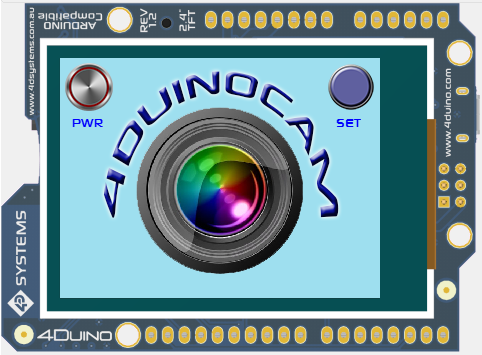 www.4dsystems.com.au
ARDUINO
Compatible
REV
1.2
2.4"
TFT
www.4duino.com
PWR
SET
4DUINOCAM
4D SYSTEMS
4Duino